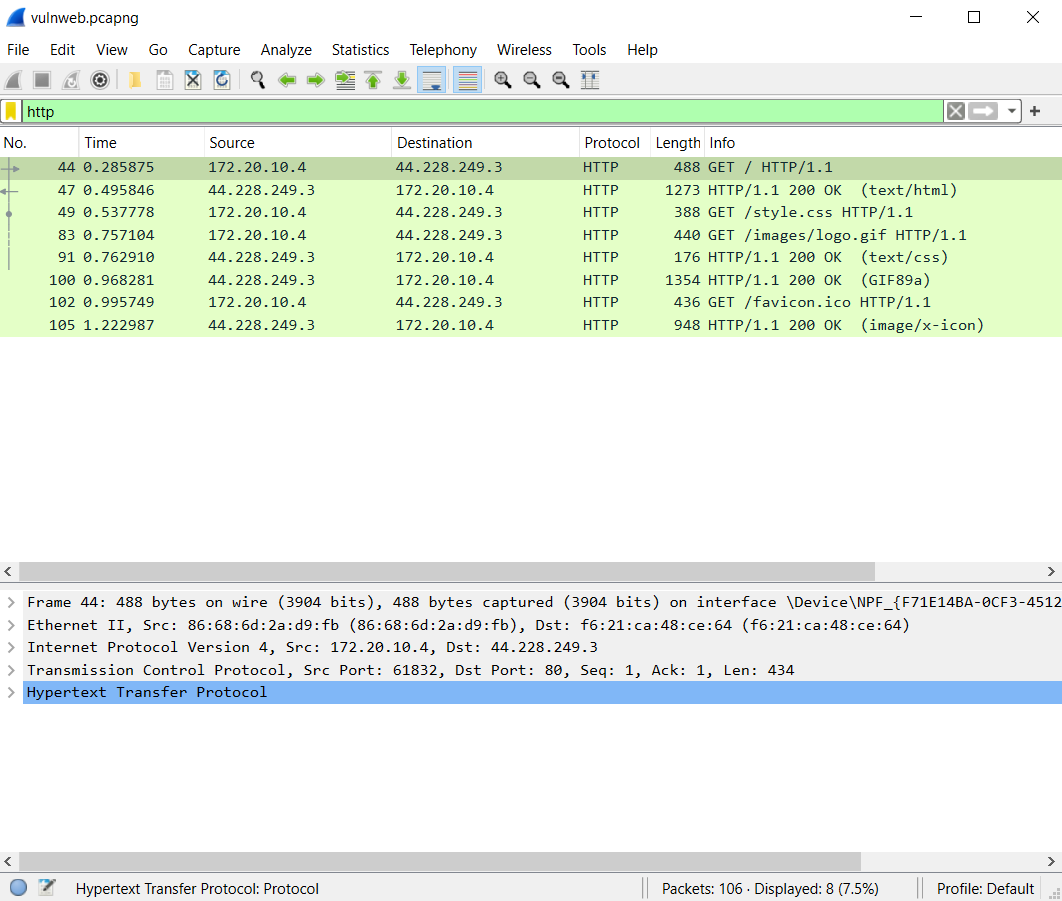 vulnweb.pcapng
File Edit View Go Capture Analyze Statistics Telephony Wireless Tools Help
http
No. Time Source Destination Protocol Length Info
44 0.285875 172.20.10.4 44.228.249.3 HTTP 488 GET / HTTP/1.1
47 0.495846 44.228.249.3 172.20.10.4 HTTP 1273 HTTP/1.1 200 OK (text/html)
49 0.537778 172.20.10.4 44.228.249.3 HTTP 388 GET /style.css HTTP/1.1
83 0.757104 172.20.10.4 44.228.249.3 HTTP 440 GET /images/logo.gif HTTP/1.1
91 0.762910 44.228.249.3 172.20.10.4 HTTP 176 HTTP/1.1 200 OK (text/css)
100 0.968281 44.228.249.3 172.20.10.4 HTTP 1354 HTTP/1.1 200 OK (GIF89a)
102 0.995749 172.20.10.4 44.228.249.3 HTTP 436 GET /favicon.ico HTTP/1.1
105 1.222987 44.228.249.3 172.20.10.4 HTTP 948 HTTP/1.1 200 OK (image/x-icon)
Frame 44: 488 bytes on wire (3904 bits), 488 bytes captured (3904 bits) on interface \Device\NPF_{F71E14BA-0CF3-4512
Ethernet II, Src: 86:68:6d:2a:d9:fb (86:68:6d:2a:d9:fb), Dst: f6:21:ca:48:ce:64 (f6:21:ca:48:ce:64)
Internet Protocol Version 4, Src: 172.20.10.4, Dst: 44.228.249.3
Transmission Control Protocol, Src Port: 61832, Dst Port: 80, Seq: 1, Ack: 1, Len: 434
Hypertext Transfer Protocol
Hypertext Transfer Protocol: Protocol Packets: 106 · Displayed: 8 (7.5%) Profile: Default